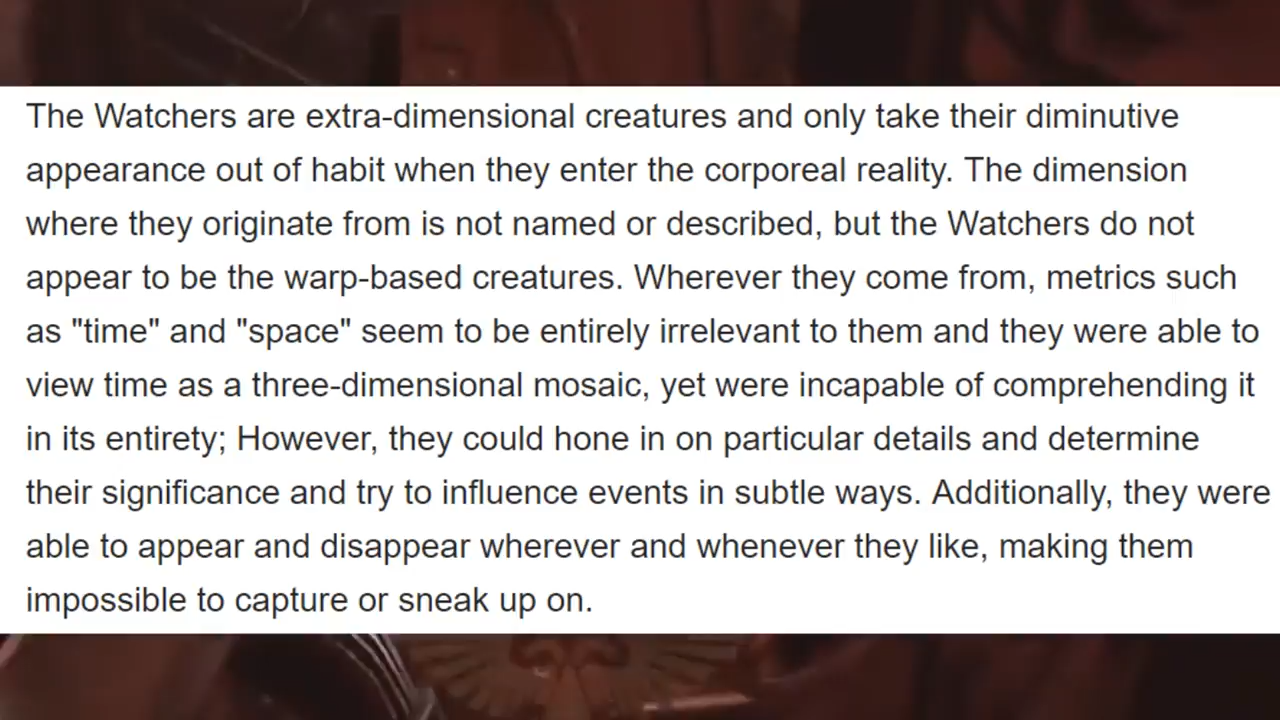 The Watchers are extra-dimensional creatures and only take their diminutive
appearance out of habit when they enter the corporeal reality. The dimension
where they originate from is not named or described, but the Watchers do not
appear to be the warp-based creatures. Wherever they come from, metrics such
as "time" and "space" seem to be entirely irrelevant to them and they were able to
view time as a three-dimensional mosaic, yet were incapable of comprehending it
in its entirety; However, they could hone in on particular details and determine
their significance and try to influence events in subtle ways. Additionally, they were
able to appear and disappear wherever and whenever they like, making them
impossible to capture or sneak up on.